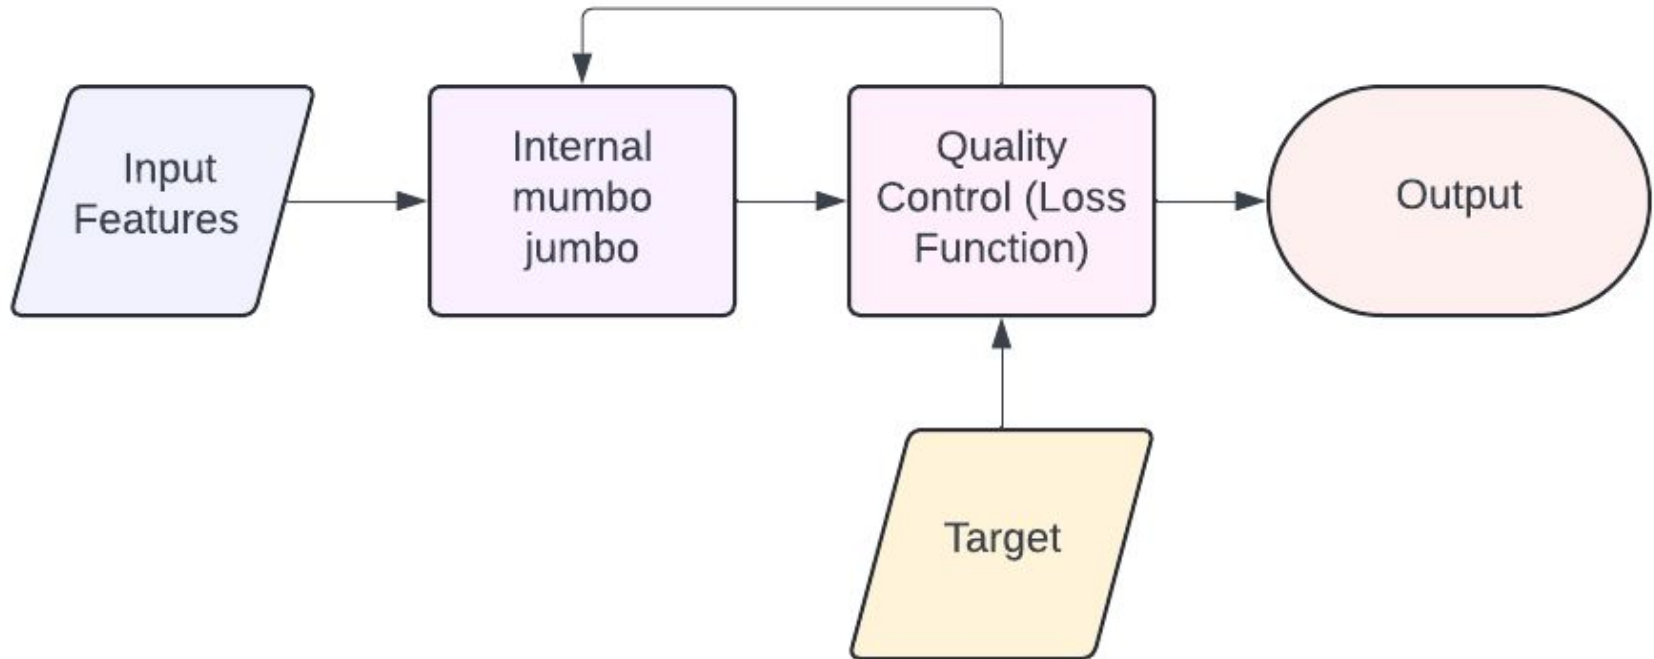 Input
Features
Internal
mumbo
jumbo
Quality
Control (Loss
Function)
Output
Target